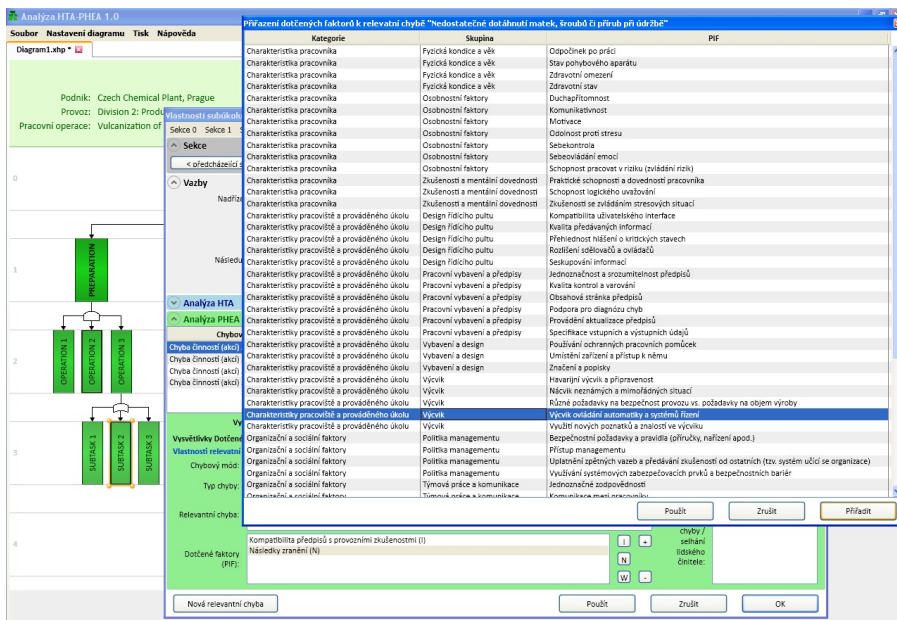 Analýza HTA-PHEA 1.0
Soubor Nastavení diagramu Tisk Nápověda
Diagram1.xhp *
Podnik: Czech Chemical Plant, Prague
Provoz: Division 2: Produ
Pracovní operace: Vulcanization of
0
1
2
3
4
PREPARATION
OPERATION 1
OPERATION 2
OPERATION 3
SUBTASK 1
SUBTASK 2
SUBTASK 3
Vlastnosti subúkolu
Sekce 0 Sekce 1
Sekce
< předcházející s
Vazby
Nadříze
Následu
Analýza HTA
Analýza PHEA
Chybov
Chyba činností (akcí)
Chyba činností (akcí)
Chyba činností (akcí)
Chyba činností (akcí)
Vy
Vysvětlivky Dotčené
Vlastnosti relevatní
Chybový mód:
Typ chyby:
Relevantní chyba:
Dotčené faktory
(PIF):
Kompatibilita předpisů s provozními zkušenostmi (I)
Následky zranění (N)
I +
N
W -
chyby /
selhání
lidského
činitele:
Nová relevantní chyba Použít Zrušit OK
Přiřazení dotčených faktorů k relevatní chybě "Nedostatečné dotáhnutí matek, šroubů či přírub při údržbě"
Kategorie Skupina PIF
Charakteristika pracovníka Fyzická kondice a věk Odpočinek po práci
Charakteristika pracovníka Fyzická kondice a věk Stav pohybového aparátu
Charakteristika pracovníka Fyzická kondice a věk Zdravotní omezení
Charakteristika pracovníka Fyzická kondice a věk Zdravotní stav
Charakteristika pracovníka Osobnostní faktory Duchapřítomnost
Charakteristika pracovníka Osobnostní faktory Komunikativnost
Charakteristika pracovníka Osobnostní faktory Motivace
Charakteristika pracovníka Osobnostní faktory Odolnost proti stresu
Charakteristika pracovníka Osobnostní faktory Sebekontrola
Charakteristika pracovníka Osobnostní faktory Sebeovládání emocí
Charakteristika pracovníka Osobnostní faktory Schopnost pracovat v riziku (zvládání rizik)
Charakteristika pracovníka Zkušenosti a mentální dovednosti Praktické schopnosti a dovednosti pracovníka
Charakteristika pracovníka Zkušenosti a mentální dovednosti Schopnost logického uvažování
Charakteristika pracovníka Zkušenosti a mentální dovednosti Zkušenosti se zvládáním stresových situací
Charakteristiky pracoviště a prováděného úkolu Design řídicího pultu Kompatibilita uživatelského interface
Charakteristiky pracoviště a prováděného úkolu Design řídicího pultu Kvalita předávaných informací
Charakteristiky pracoviště a prováděného úkolu Design řídicího pultu Přehlednost hlášení o kritických stavech
Charakteristiky pracoviště a prováděného úkolu Design řídicího pultu Rozlišení sdělovačů a ovládačů
Charakteristiky pracoviště a prováděného úkolu Design řídicího pultu Seskupování informací
Charakteristiky pracoviště a prováděného úkolu Pracovní vybavení a předpisy Jednoznačnost a srozumitelnost předpisů
Charakteristiky pracoviště a prováděného úkolu Pracovní vybavení a předpisy Kvalita kontrol a varování
Charakteristiky pracoviště a prováděného úkolu Pracovní vybavení a předpisy Obsahová stránka předpisů
Charakteristiky pracoviště a prováděného úkolu Pracovní vybavení a předpisy Podpora pro diagnózu chyb
Charakteristiky pracoviště a prováděného úkolu Pracovní vybavení a předpisy Provádění aktualizace předpisů
Charakteristiky pracoviště a prováděného úkolu Pracovní vybavení a předpisy Specifikace vstupních a výstupních údajů
Charakteristiky pracoviště a prováděného úkolu Vybavení a design Používání ochranných pracovních pomůcek
Charakteristiky pracoviště a prováděného úkolu Vybavení a design Umístění zařízení a přístup k němu
Charakteristiky pracoviště a prováděného úkolu Vybavení a design Značení a popisky
Charakteristiky pracoviště a prováděného úkolu Výcvik Havarijní výcvik a připravenost
Charakteristiky pracoviště a prováděného úkolu Výcvik Nácvik neznámých a mimořádných situací
Charakteristiky pracoviště a prováděného úkolu Výcvik Různé požadavky na bezpečnost provozu vs. požadavky na objem výroby
Charakteristiky pracoviště a prováděného úkolu Výcvik Výcvik ovládání automatiky a systémů řízení
Charakteristiky pracoviště a prováděného úkolu Výcvik Využití nových poznatků a znalostí ve výcviku
Organizační a sociální faktory Politika managementu Bezpečnostní požadavky a pravidla (příručky, nařízení apod.)
Organizační a sociální faktory Politika managementu Přístup managementu
Organizační a sociální faktory Politika managementu Uplatnění zpětných vazeb a předávání zkušeností od ostatních (tzv. systém učící se organizace)
Organizační a sociální faktory Politika managementu Využívání systémových zabezpečovacích prvků a bezpečnostních bariér
Organizační a sociální faktory Týmová práce a komunikace Jednoznačné zodpovědnosti
Organizační a sociální faktory Týmová práce a komunikace Komunikace mezi pracovníky
Použít Zrušit Přiřadit